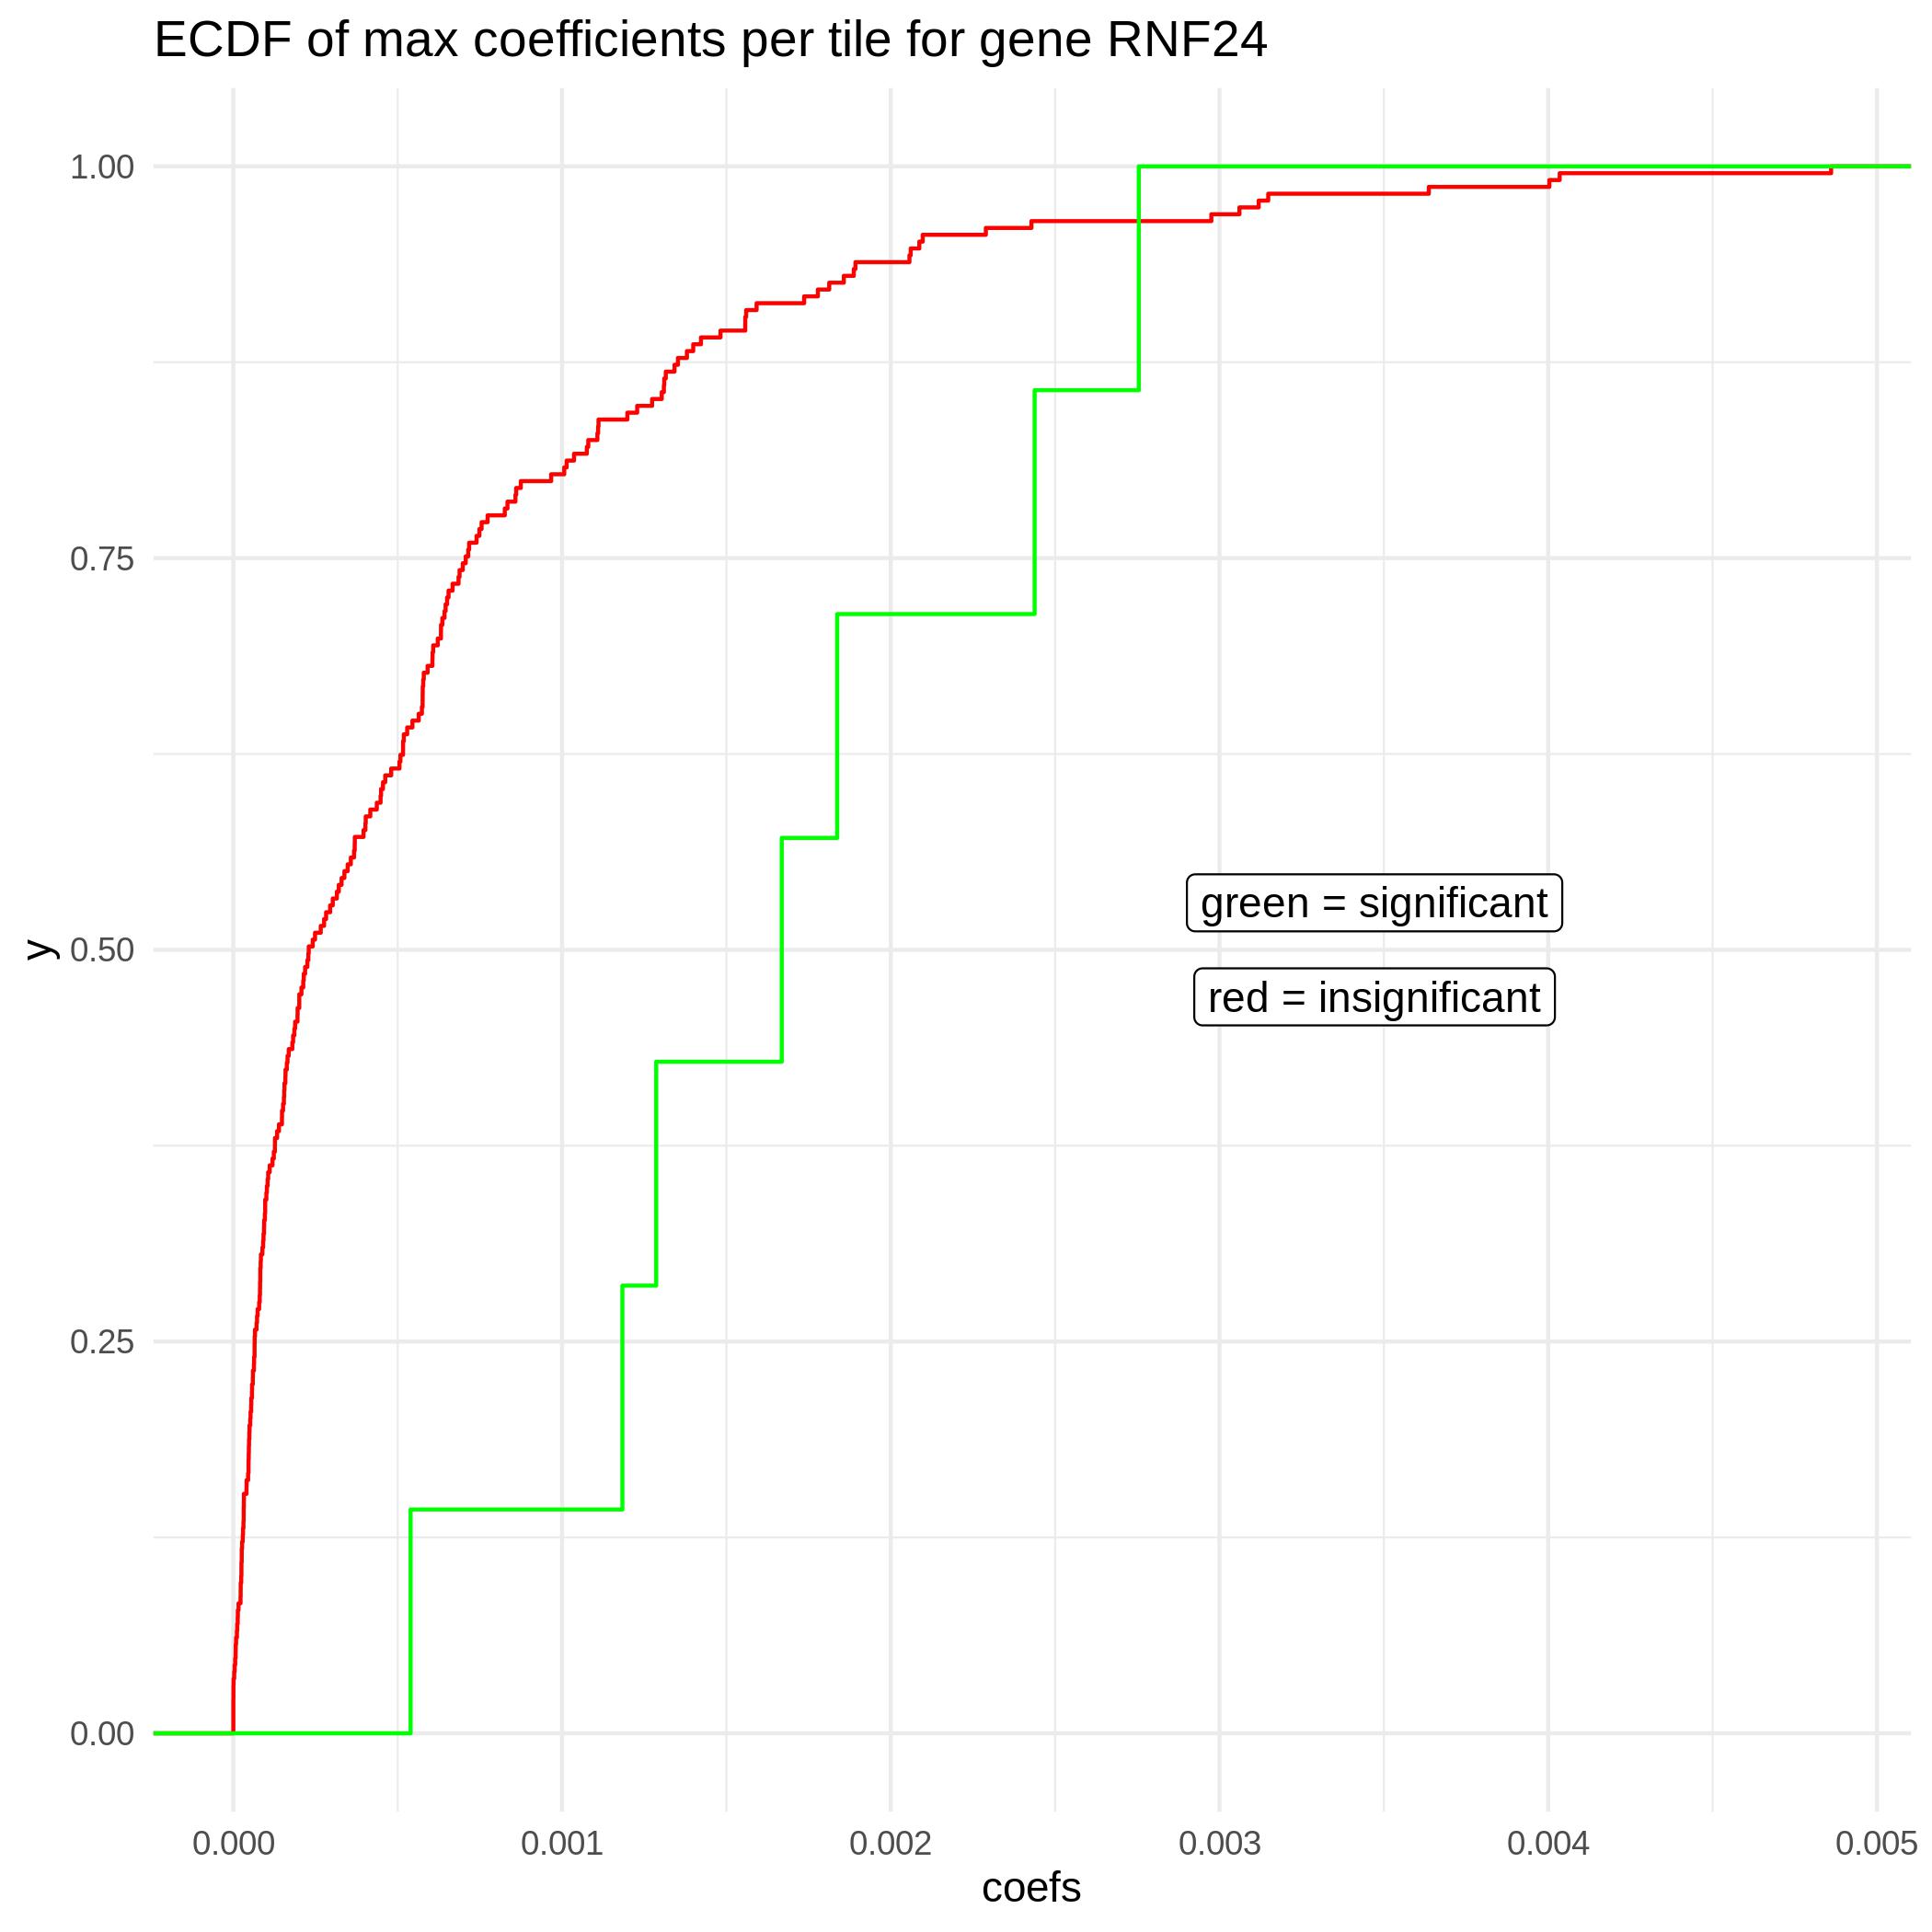 ECDF of max coefficients per tile for gene RNF24
1.00
0.75
0.50
0.25
0.00
y
green = significant
red = insignificant
0.000 0.001 0.002 0.003 0.004 0.005
coefs